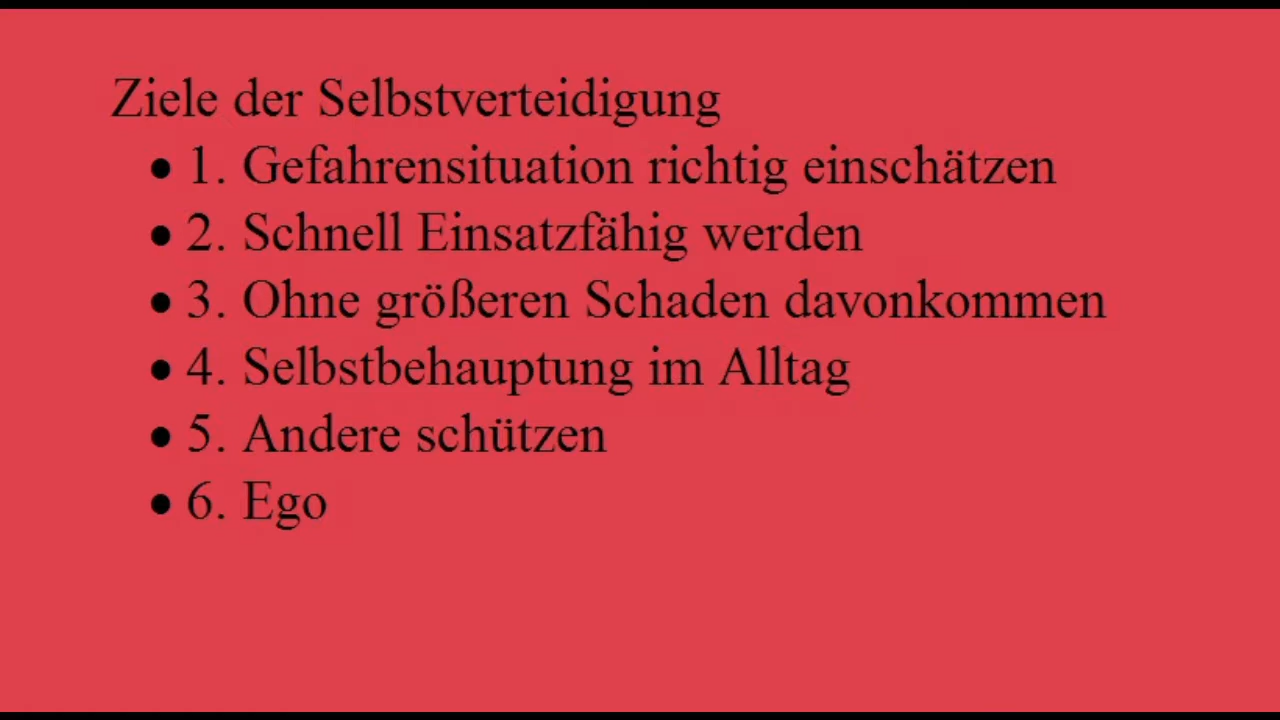 Ziele der Selbstverteidigung
• 1. Gefahrensituation richtig einschätzen
• 2. Schnell Einsatzfähig werden
• 3. Ohne größeren Schaden davonkommen
• 4. Selbstbehauptung im Alltag
• 5. Andere schützen
• 6. Ego